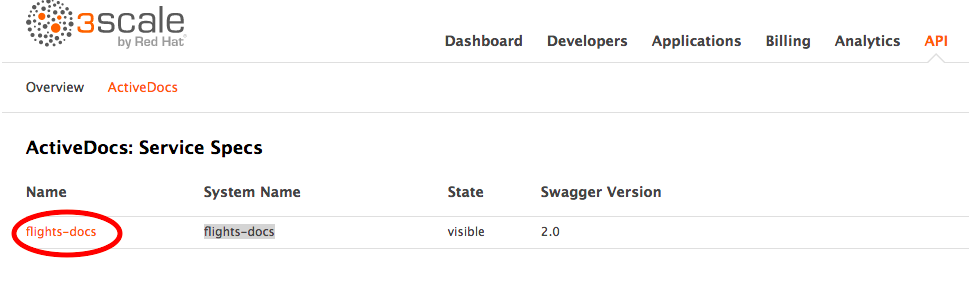 3scale
by Red Hat
Dashboard Developers Applications Billing Analytics API
Overview ActiveDocs
ActiveDocs: Service Specs
Name System Name State Swagger Version
flights-docs flights-docs visible 2.0